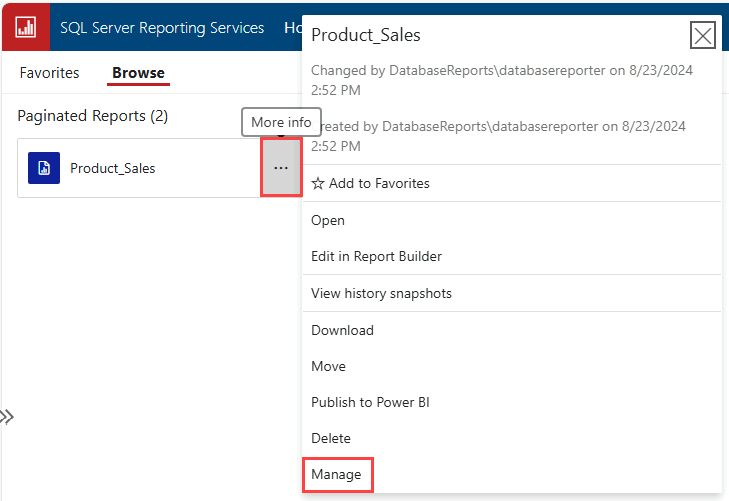 SQL Server Reporting Services
Ho
Favorites
Browse
Paginated Reports (2)
More info
Product_Sales
...
Product_Sales
Changed by DatabaseReports\databasereporter on 8/23/2024
2:52 PM
reated by DatabaseReports\databasereporter on 8/23/2024
2:52 PM
Add to Favorites
Open
Edit in Report Builder
View history snapshots
Download
Move
Publish to Power BI
Delete
Manage